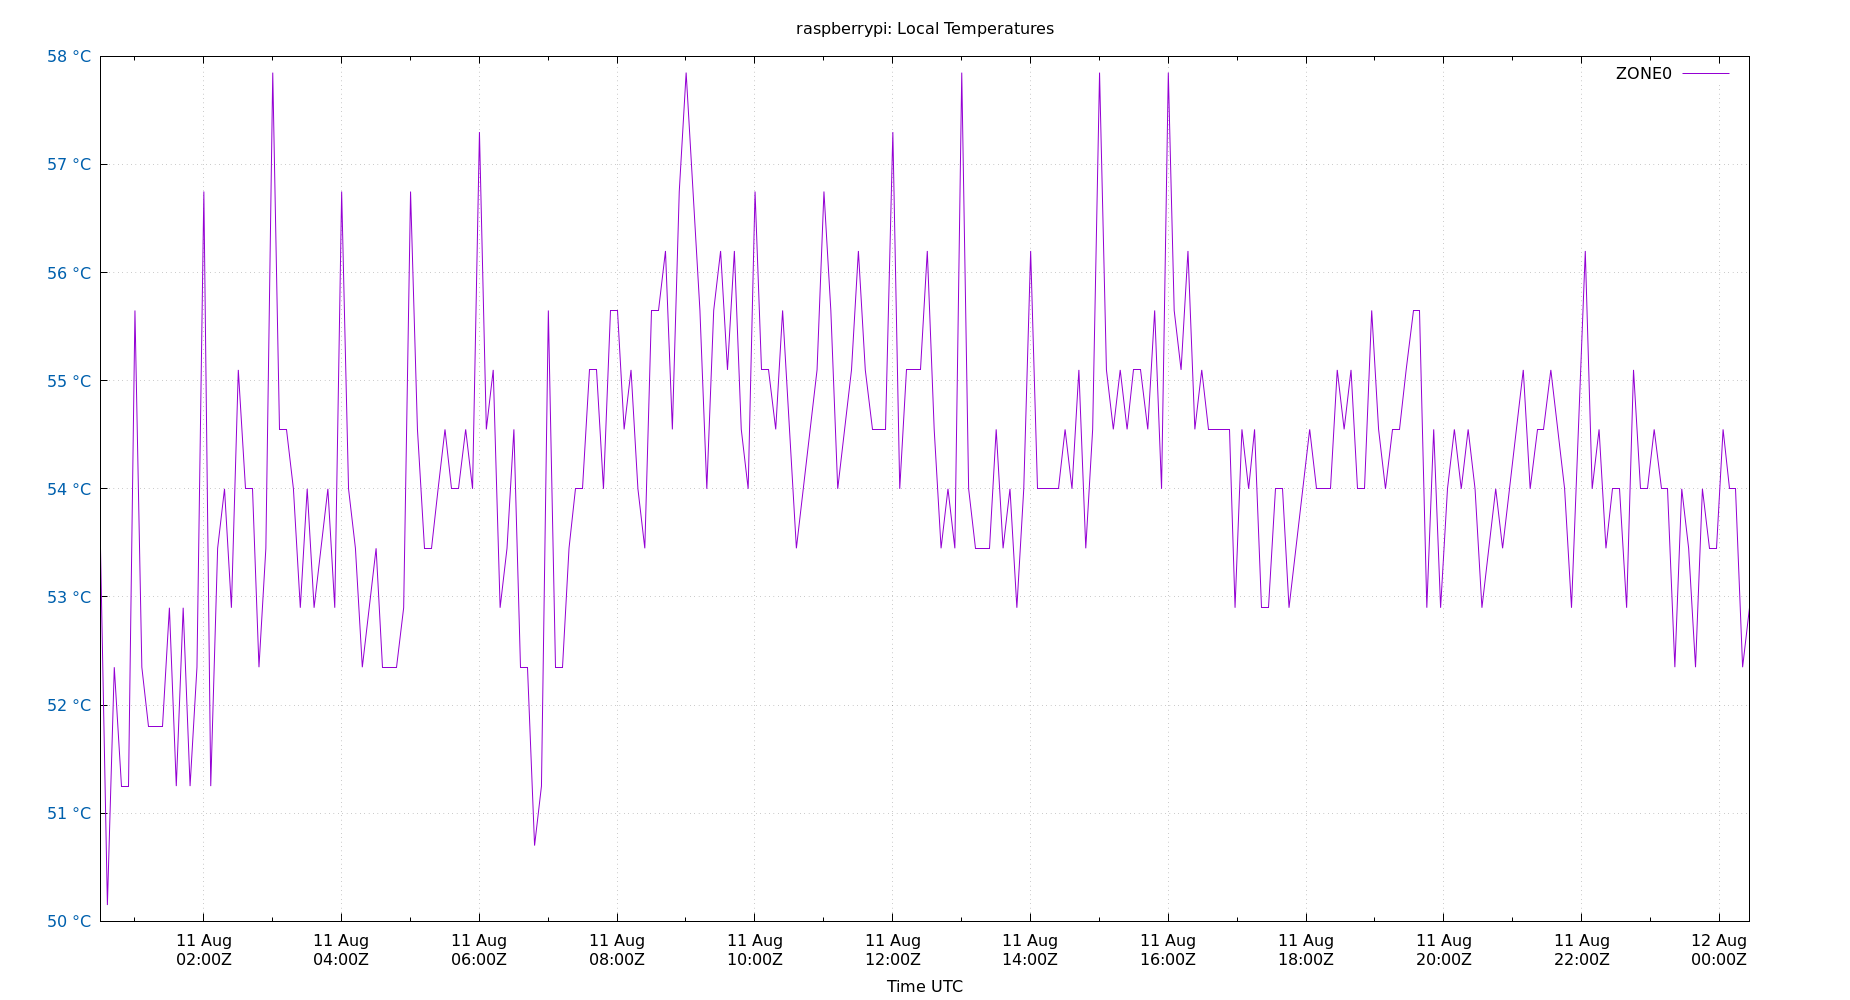 raspberrypi: Local Temperatures
58 °C
ZONE0
57 °C
56 °C
55 °C
54 °C
53 °C
52 °C
51 °C
50 °C
11 Aug 11 Aug 11 Aug 11 Aug 11 Aug 11 Aug 11 Aug 11 Aug 11 Aug 11 Aug 11 Aug 12 Aug
02:00Z 04:00Z 06:00Z 08:00Z 10:00Z 12:00Z 14:00Z 16:00Z 18:00Z 20:00Z 22:00Z 00:00Z
Time UTC